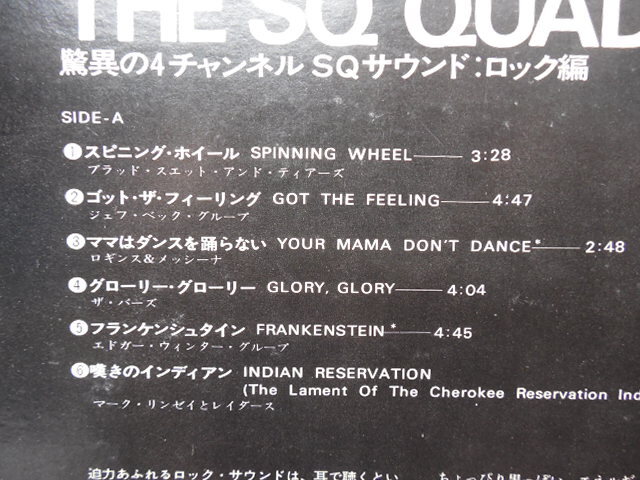 THE SQ QUAD
驚異の4チャンネル SQサウンド:ロック編
SIDE-A
1 スピニング・ホイール SPINNING WHEEL—— 3:28
ブラッド・スエット・アンド・ティアーズ
2 ゴット・ザ・フィーリング GOT THE FEELING——4:47
ジェフ・ベック・グループ
3 ママはダンスを踊らない YOUR MAMA DON'T DANCE*——2:48
ロギンス&メッシーナ
4 グローリー・グローリー GLORY, GLORY——4:04
ザ・バーズ
5 フランケンシュタイン FRANKENSTEIN*——4:45
エドガー・ウィンター・グループ
6 嘆きのインディアン INDIAN RESERVATION
(The Lament Of The Cherokee Reservation Ind
マーク・リンゼイとレイダース
迫力あふれるロック・サウンドは、耳で聴くとい